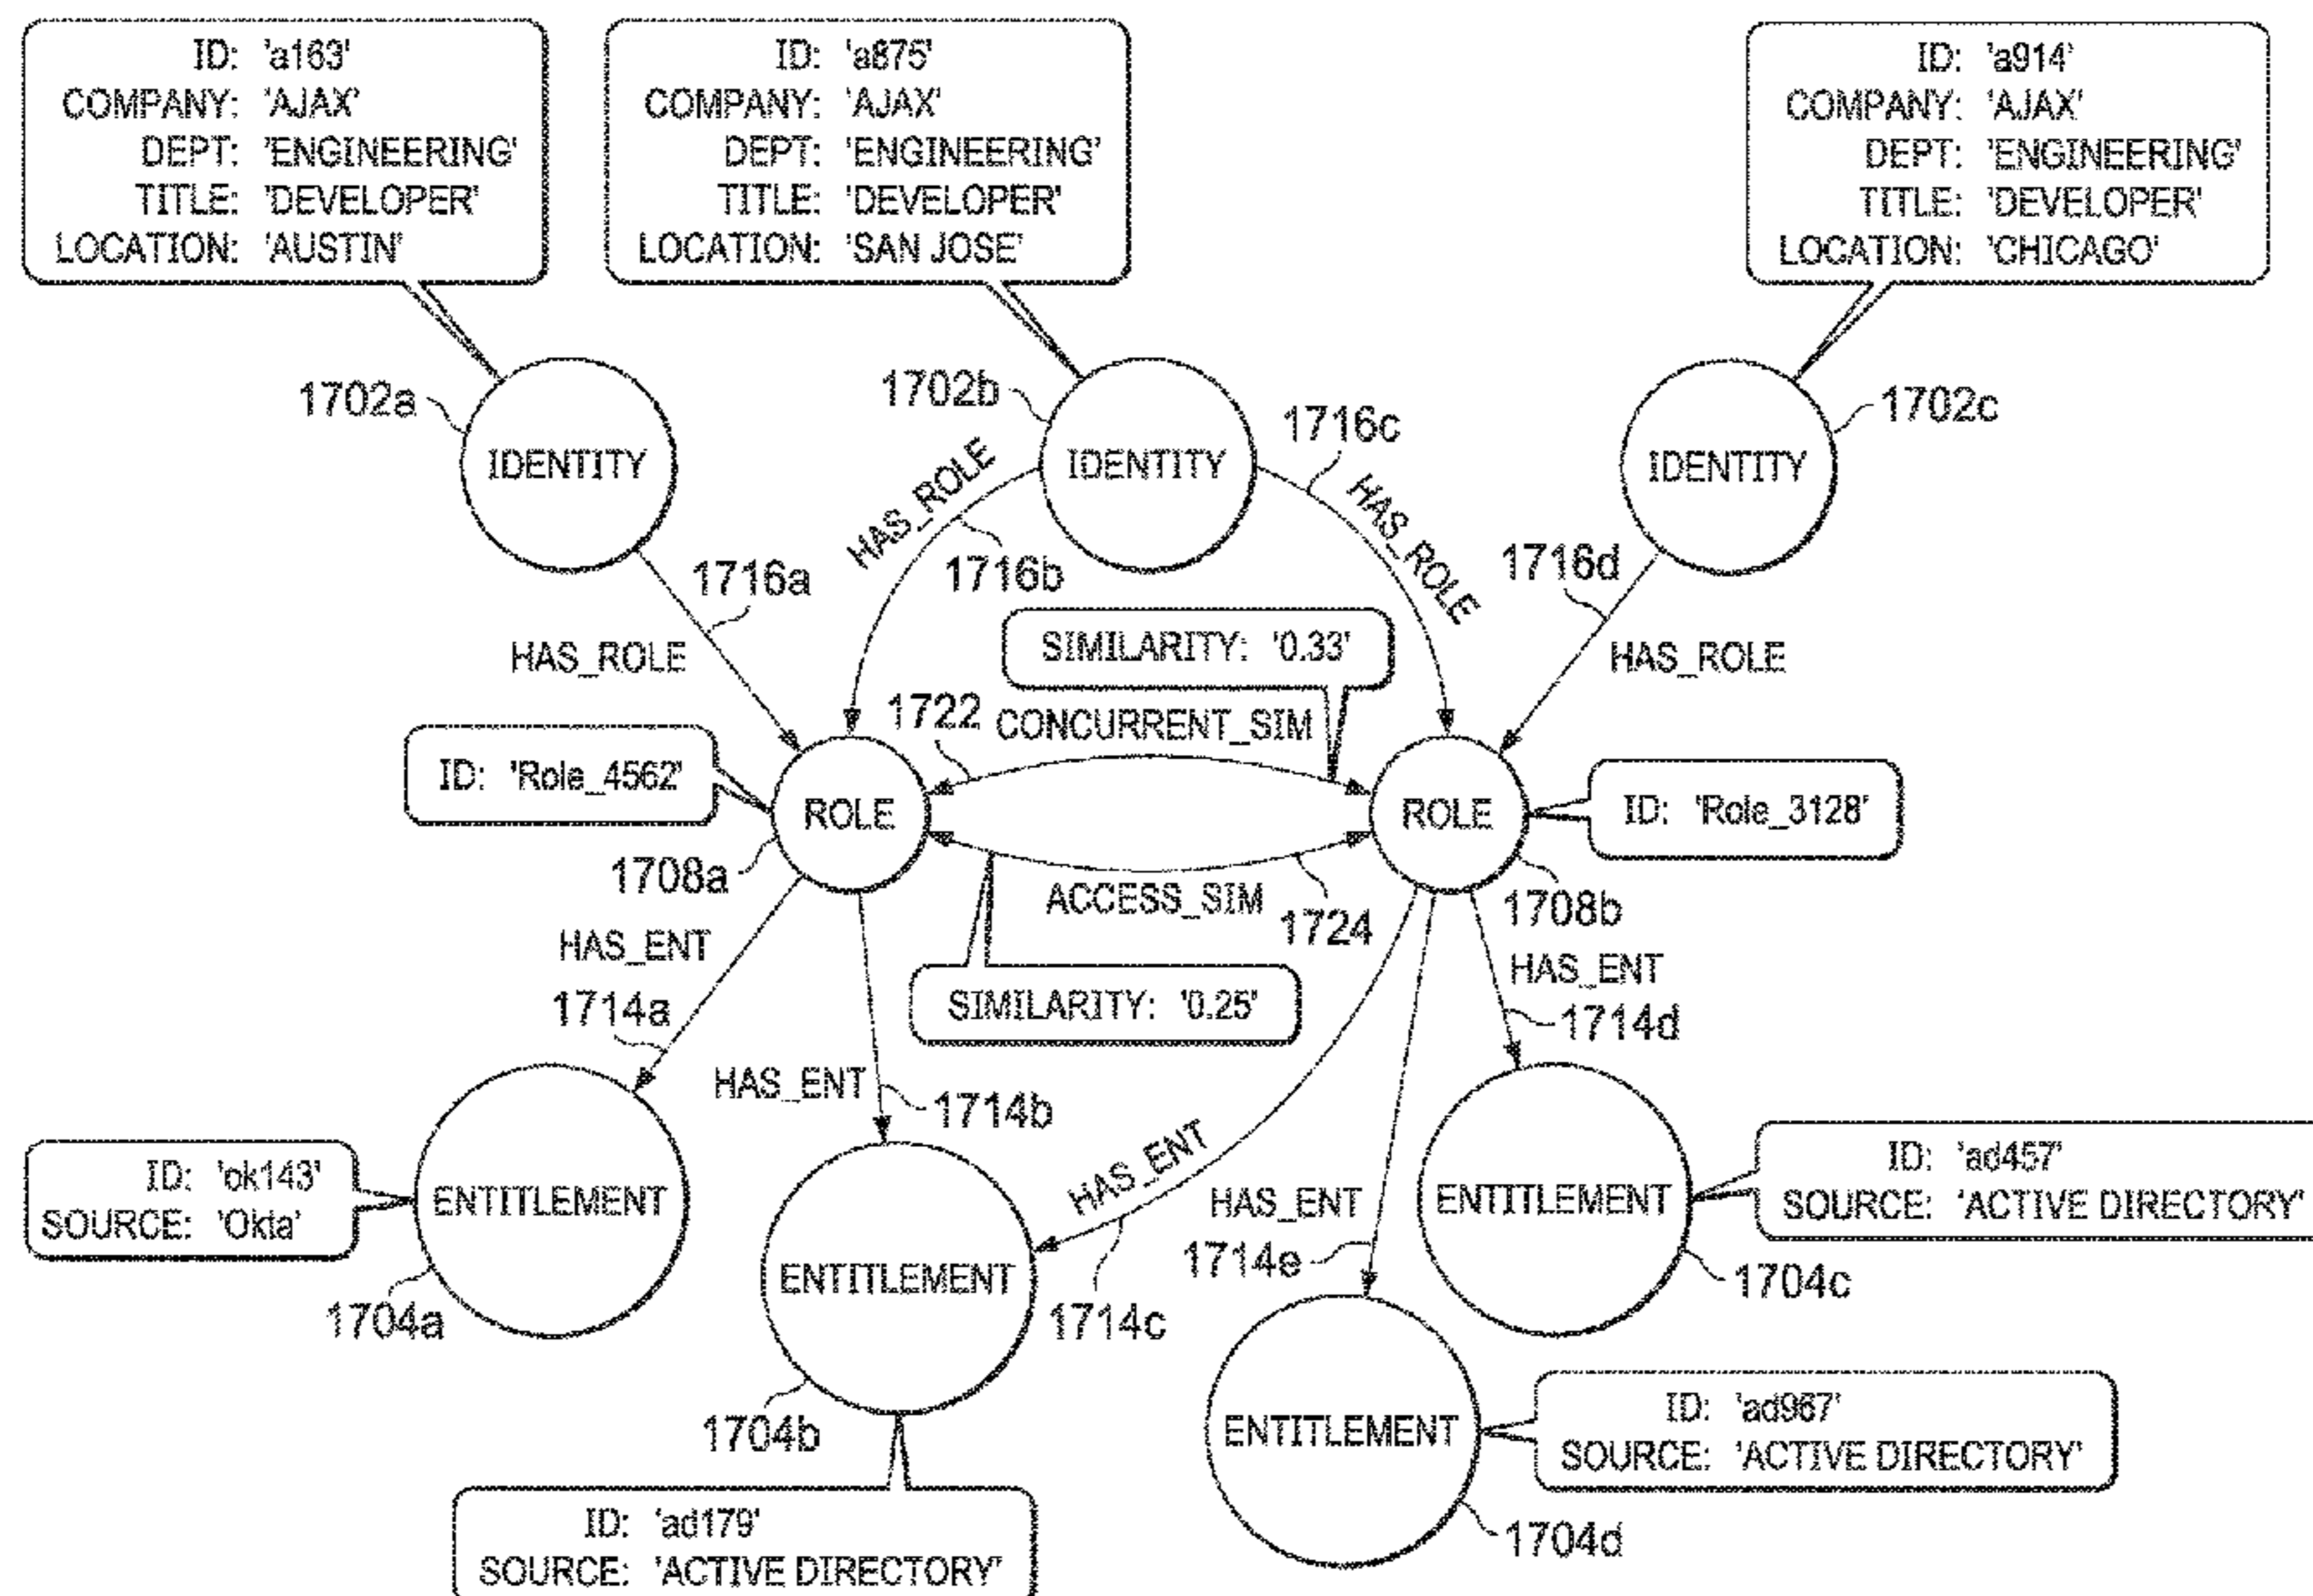 ID: 'a163'
COMPANY: 'AJAX'
DEPT: 'ENGINEERING'
TITLE: 'DEVELOPER'
LOCATION: 'AUSTIN'
ID: 'a875'
COMPANY: 'AJAX'
DEPT: 'ENGINEERING'
TITLE: 'DEVELOPER'
LOCATION: 'SAN JOSE'
ID: 'a914'
COMPANY: 'AJAX'
DEPT: 'ENGINEERING'
TITLE: 'DEVELOPER'
LOCATION: 'CHICAGO'
1702a
IDENTITY
1702b
IDENTITY
1716c
1702c
IDENTITY
HAS_ROLE
1716b
HAS_ROLE
1716a
HAS_ROLE
1716d
HAS_ROLE
SIMILARITY: '0.33'
1722
CONCURRENT_SIM
ID: 'Role_4562'
ROLE
1708a
ROLE
ID: 'Role_3128'
1708b
ACCESS_SIM
1724
SIMILARITY: '0.25'
HAS_ENT
1714a
HAS_ENT
1714b
HAS_ENT
1714c
HAS_ENT
1714e
HAS_ENT
1714d
ID: 'ok143'
SOURCE: 'Okta'
ENTITLEMENT
1704a
ENTITLEMENT
1704b
ID: 'ad179'
SOURCE: 'ACTIVE DIRECTORY'
ENTITLEMENT
1704c
ID: 'ad457'
SOURCE: 'ACTIVE DIRECTORY'
ENTITLEMENT
1704d
ID: 'ad967'
SOURCE: 'ACTIVE DIRECTORY'